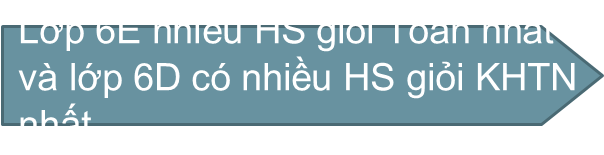 Lớp 6E nhiều HS giỏi Toán nhất
và lớp 6D có nhiều HS giỏi KHTN
nhất